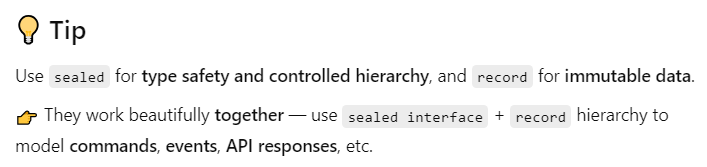 💡 Tip
Use sealed for type safety and controlled hierarchy, and record for immutable data.
👉 They work beautifully together — use sealed interface + record hierarchy to
model commands, events, API responses, etc.